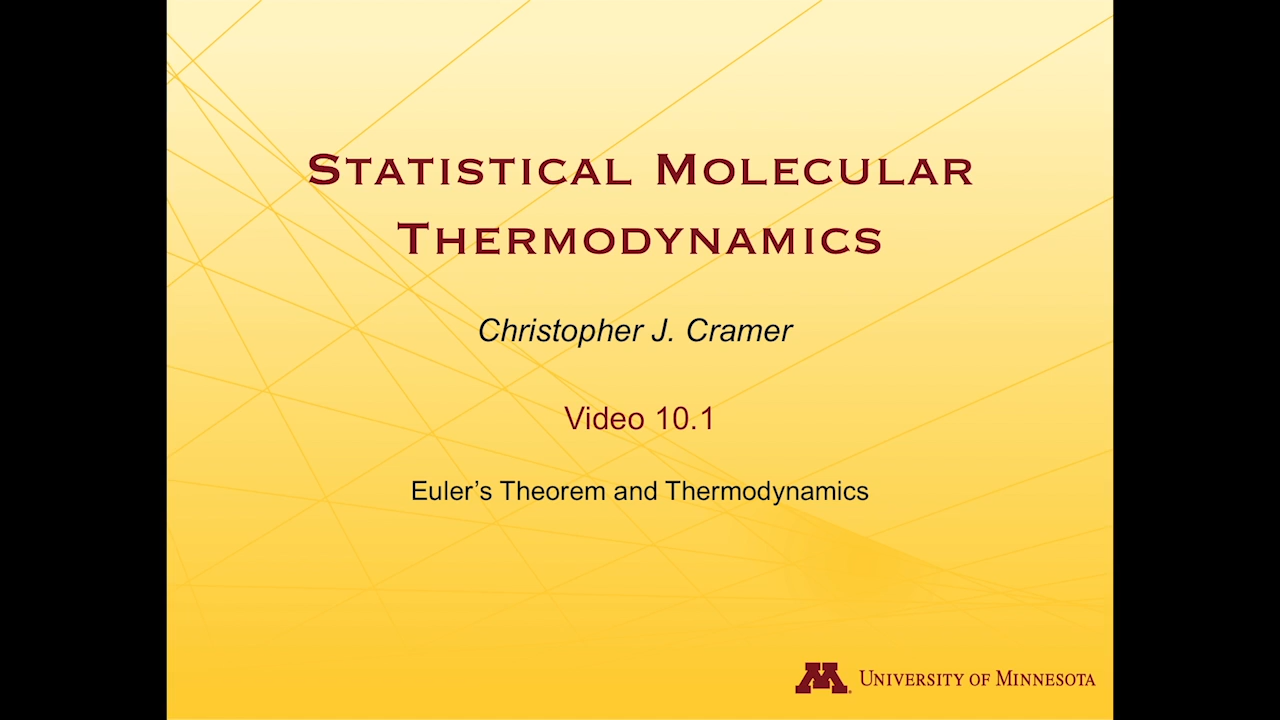 Statistical Molecular
Thermodynamics
Christopher J. Cramer
Video 10.1
Euler’s Theorem and Thermodynamics
M University of Minnesota